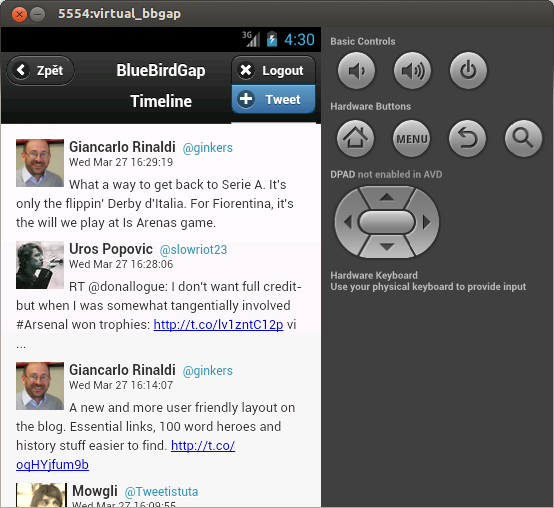 5554:virtual_bbgap
3G 4:30
Zpět BlueBirdGap Logout
Timeline Tweet
Giancarlo Rinaldi @ginkers
Wed Mar 27 16:29:19
What a way to get back to Serie A. It's
only the flippin' Derby d'Italia. For Fiorentina, it's
the will we play at Is Arenas game.
Uros Popovic @slowriot23
Wed Mar 27 16:28:06
RT @donallogue: I don't want full credit-
but when I was somewhat tangentially involved
#Arsenal won trophies: http://t.co/lv1zntC12p vi
...
Giancarlo Rinaldi @ginkers
Wed Mar 27 16:14:07
A new and more user friendly layout on
the blog. Essential links, 100 word heroes and
history stuff easier to find. http://t.co/
oqHYjfum9b
Mowgli @Tweetistuta
Wed Mar 27 16:09:55
Basic Controls
Hardware Buttons
MENU
DPAD not enabled in AVD
Hardware Keyboard
Use your physical keyboard to provide input